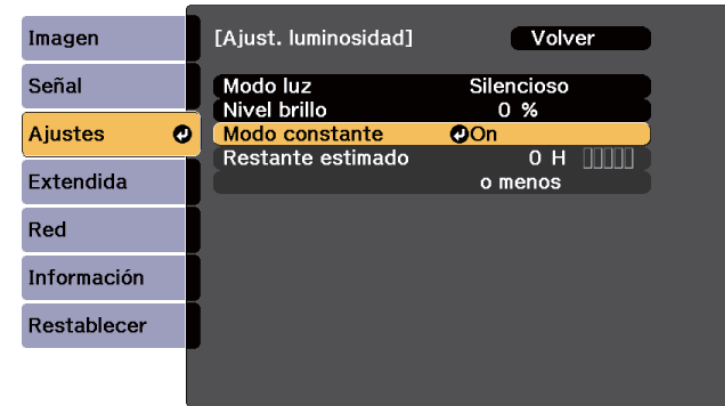 Imagen
Señal
Ajustes
Extendida
Red
Información
Restablecer
[Ajust. luminosidad] Volver
Modo luz Silencioso
Nivel brillo 0 %
Modo constante On
Restante estimado 0 H
o menos